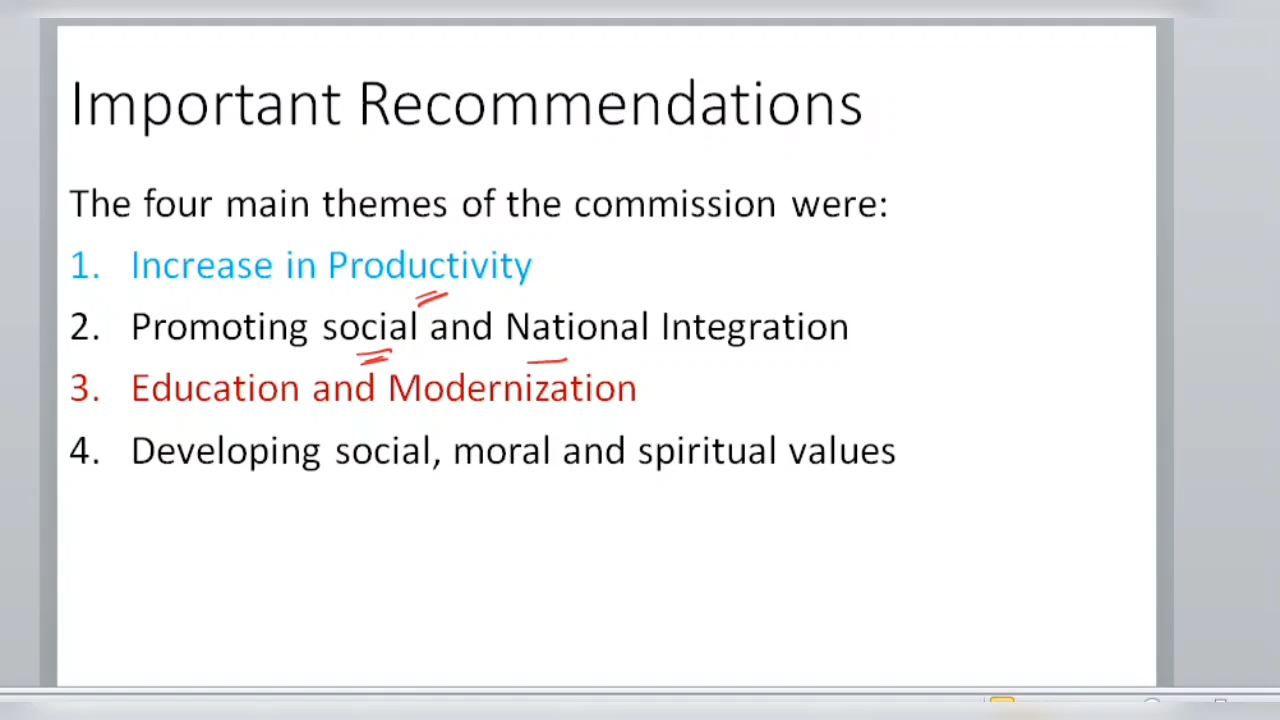 Important Recommendations
The four main themes of the commission were:
1. Increase in Productivity
2. Promoting social and National Integration
3. Education and Modernization
4. Developing social, moral and spiritual values